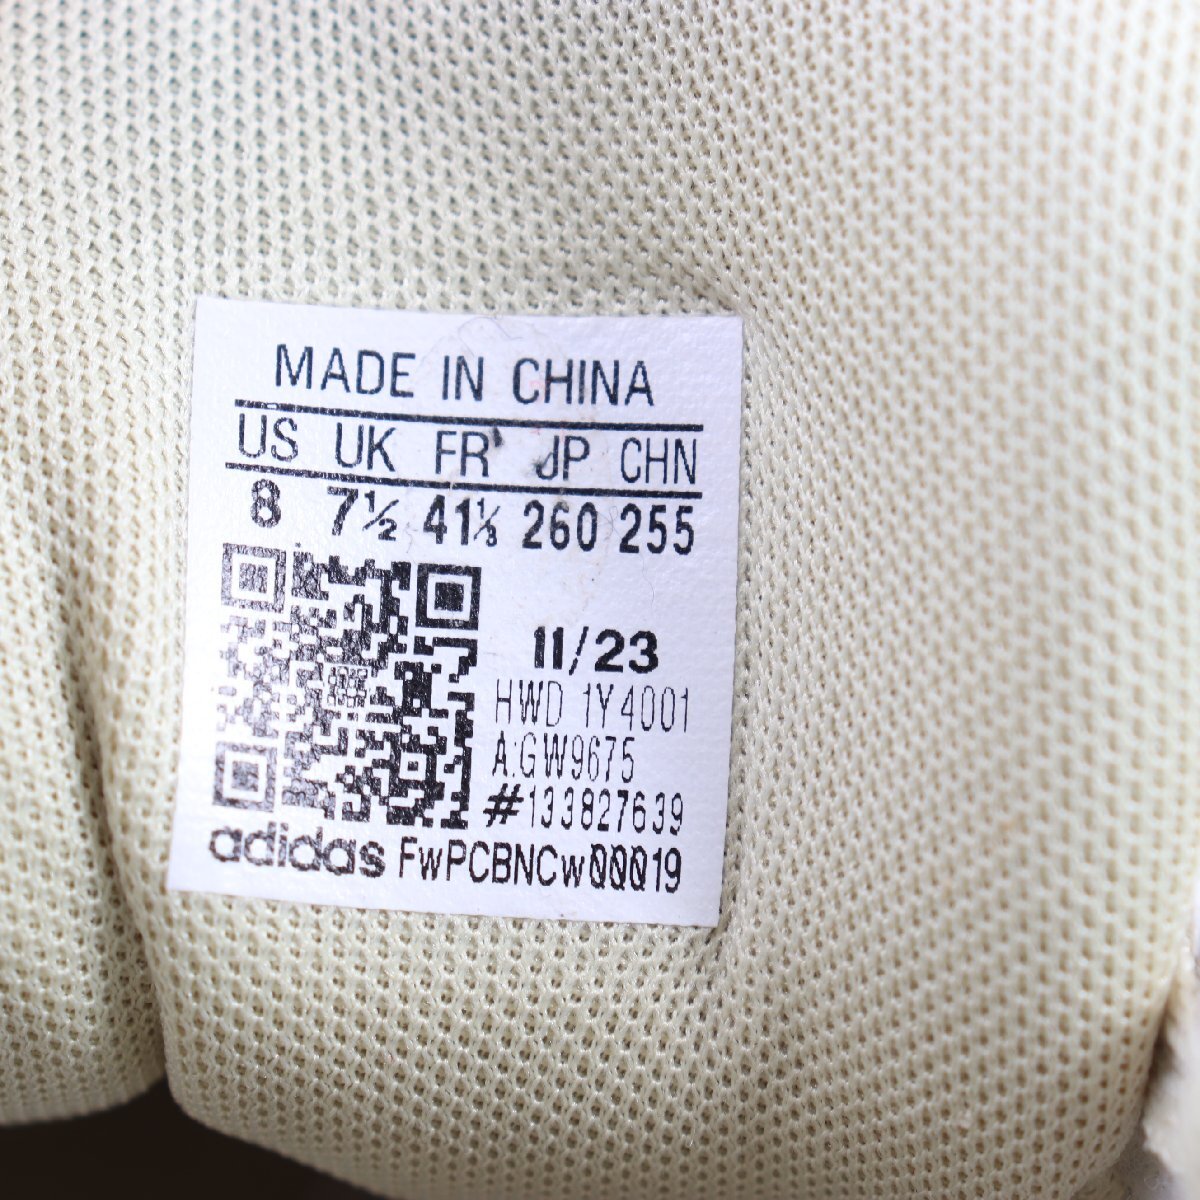 MADE IN CHINA
US UK FR JP CHN
8 7½ 41⅓ 260 255
11/23
HWD 1Y4001
A:GW9675
#133827639
adidas FwPCBNCw00019